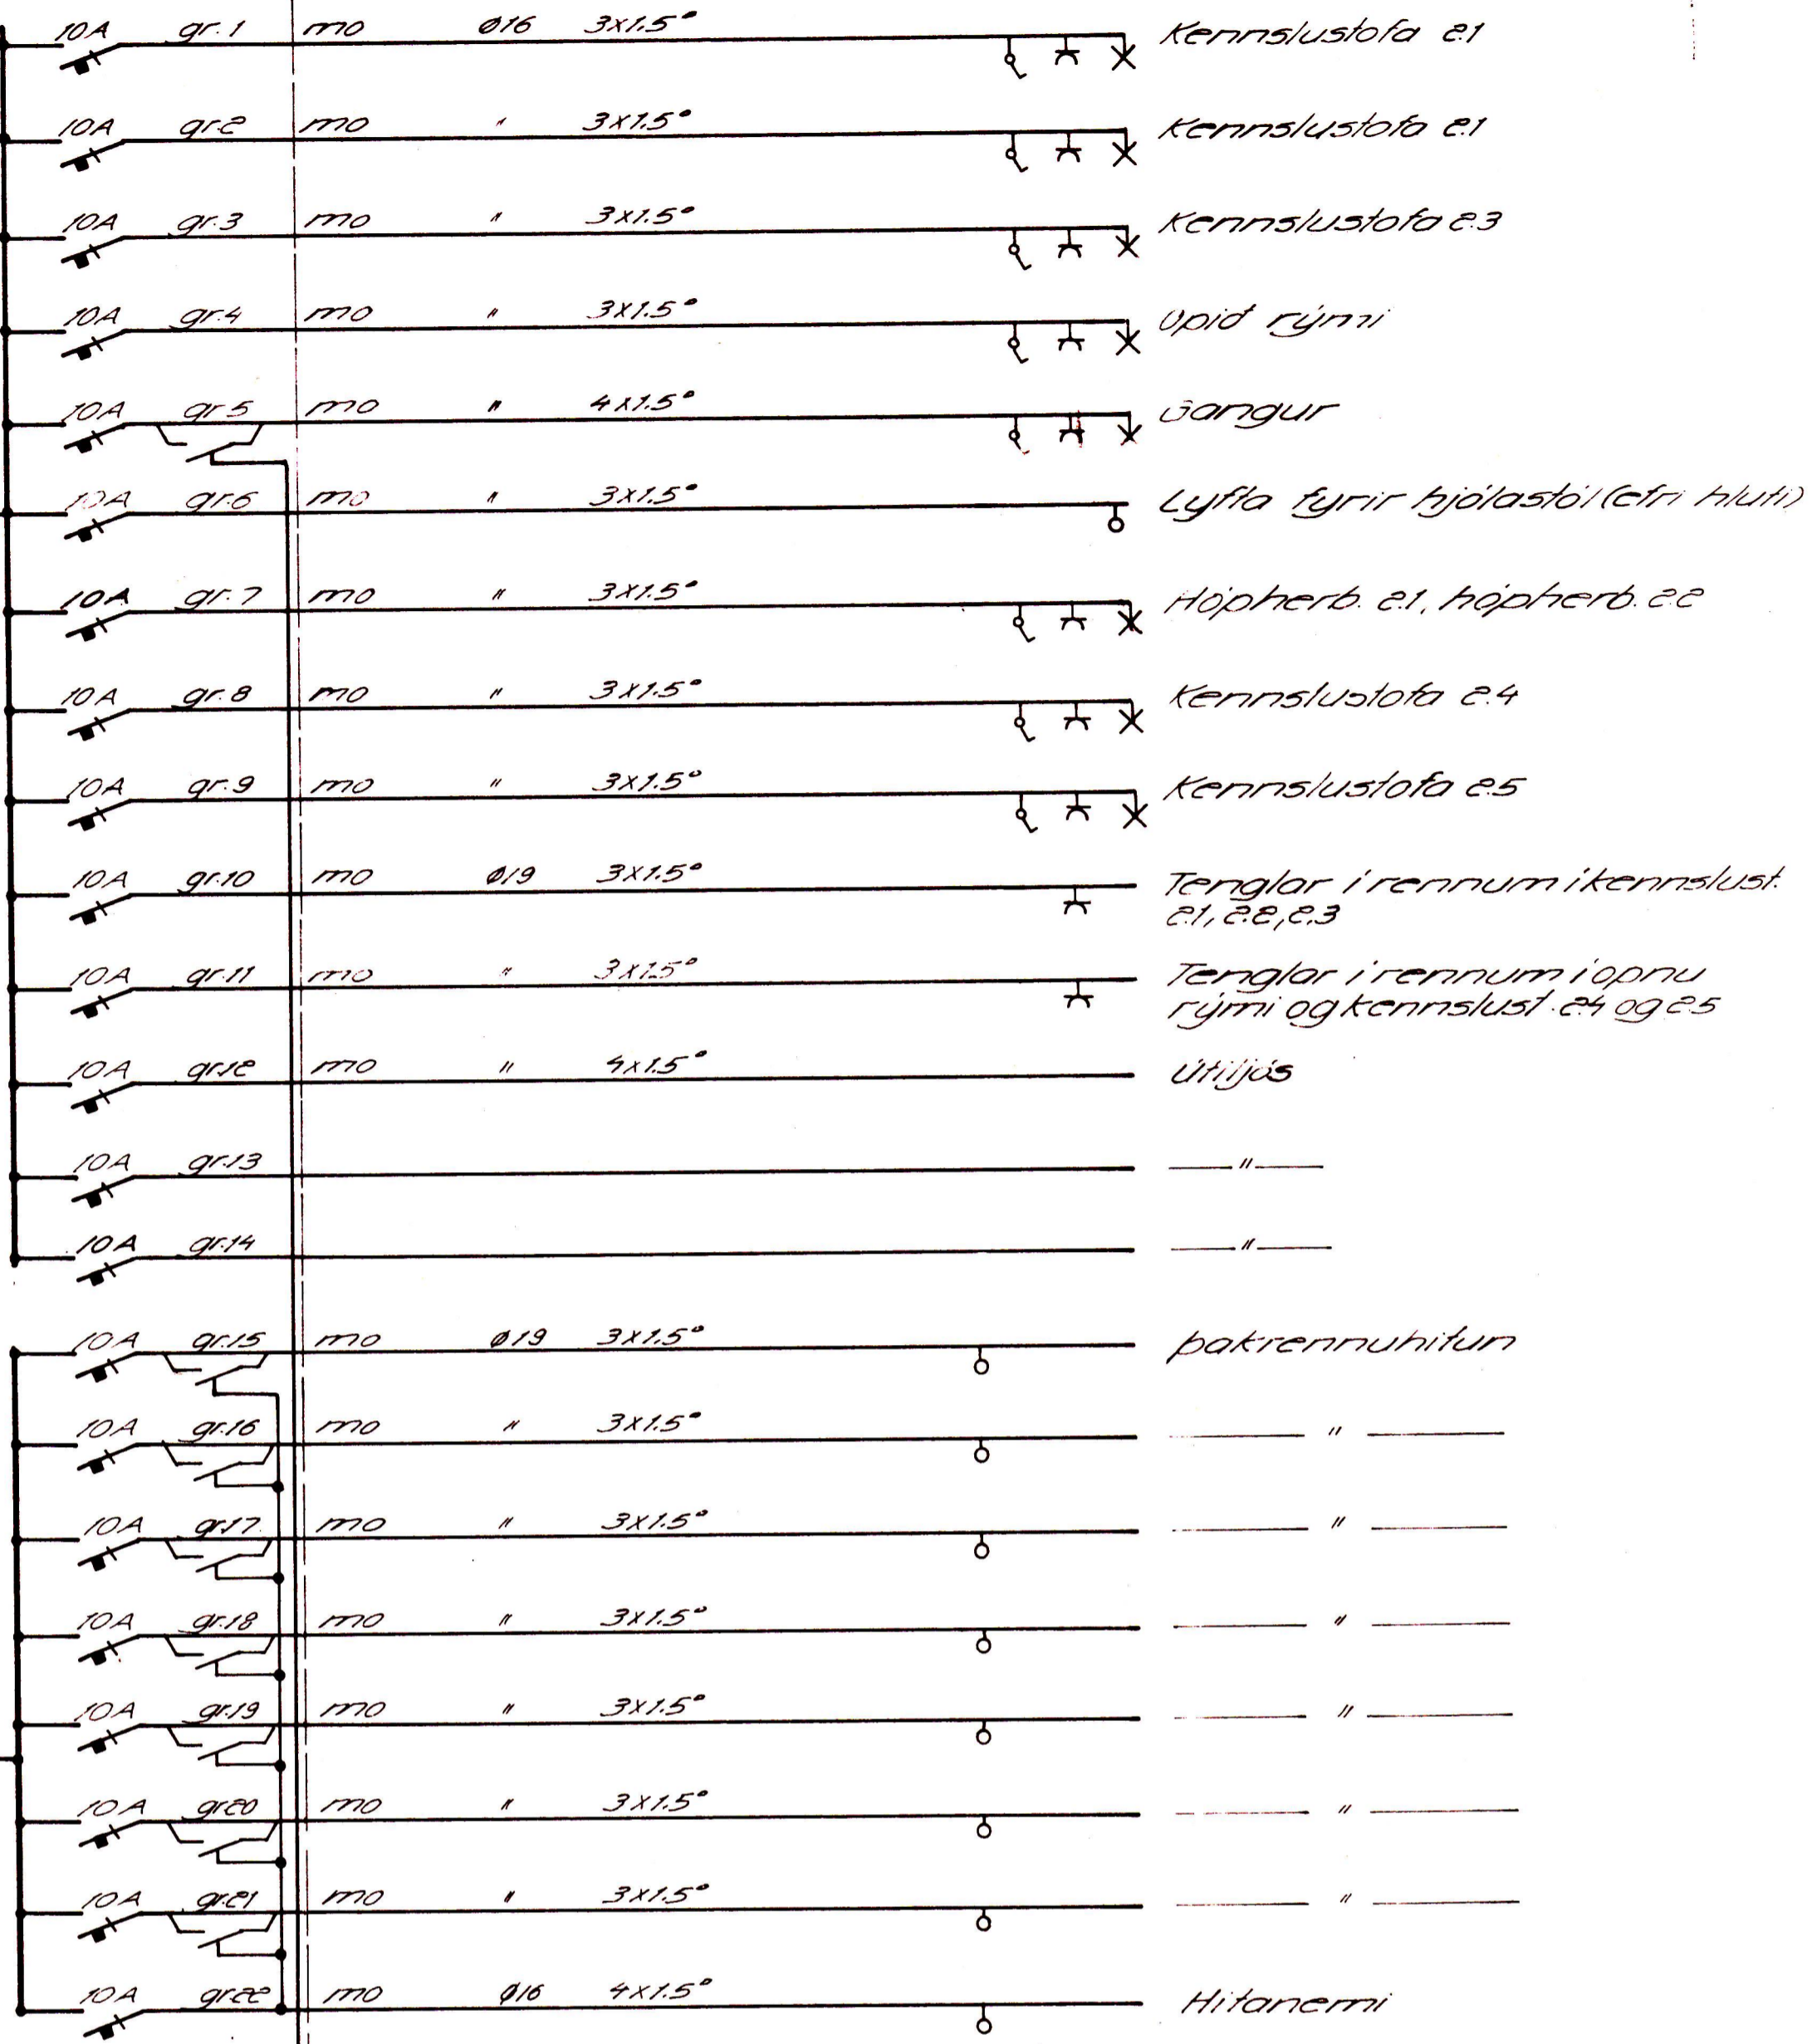 10A gr.1 mo ø16 3x1.5° Kennslustofa 2.1
10A gr.2 mo " 3x1.5° Kennslustofa 2.1
10A gr.3 mo " 3x1.5° Kennslustofa 2.3
10A gr.4 mo " 3x1.5° Opið rými
10A gr.5 mo " 4x1.5° Gangur
10A gr.6 mo " 3x1.5° Lyfta fyrir hjólastól (efri hluti)
10A gr.7 mo " 3x1.5° Hópherb. 2.1, hópherb. 2.2
10A gr.8 mo " 3x1.5° Kennslustofa 2.4
10A gr.9 mo " 3x1.5° Kennslustofa 2.5
10A gr.10 mo ø19 3x1.5° Tenglar í rennum í kennslust.
2.1, 2.2, 2.3
10A gr.11 mo " 3x1.5° Tenglar í rennum í opnu
rými og kennslust. 2.4 og 2.5
10A gr.12 mo " 4x1.5° Útiljós
10A gr.13 — " —
10A gr.14 — " —
10A gr.15 mo ø19 3x1.5° Þakrennuhitun
10A gr.16 mo " 3x1.5° — " —
10A gr.17 mo " 3x1.5° — " —
10A gr.18 mo " 3x1.5° — " —
10A gr.19 mo " 3x1.5° — " —
10A gr.20 mo " 3x1.5° — " —
10A gr.21 mo " 3x1.5° — " —
10A gr.22 mo ø16 4x1.5° Hitanemi